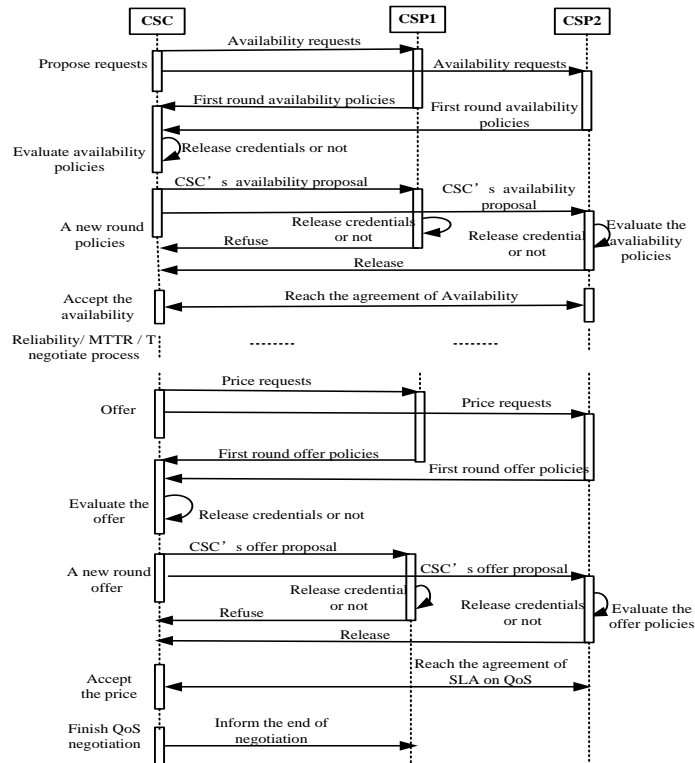 CSC
CSP1
CSP2
Availability requests
Propose requests
Availability requests
First round availability policies
First round availability
policies
Release credentials or not
Evaluate availability
policies
CSC's availability proposal
CSC's availability
proposal
A new round
policies
Release credentials
or not
Refuse
Release credential
or not
Evaluate the
avaliability
policies
Release
Accept the
availability
Reach the agreement of Availability
Reliability/ MTTR / T
negotiate process
--------
--------
Price requests
Offer
Price requests
First round offer policies
First round offer policies
Evaluate the
offer
Release credentials or not
CSC's offer proposal
A new round
offer
CSC's offer proposal
Release credential
or not
Refuse
Release credentials
or not
Evaluate the
offer policies
Release
Accept
the price
Reach the agreement of
SLA on QoS
Finish QoS
negotiation
Inform the end of
negotiation